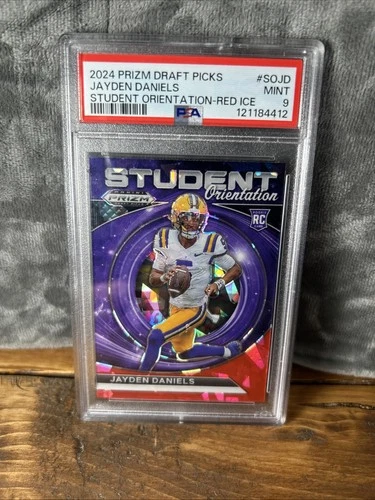 2024 PRIZM DRAFT PICKS #SOJD
JAYDEN DANIELS MINT
STUDENT ORIENTATION-RED ICE 9
PSA 121184412
STUDENT
Orientation
PANINI
PRIZM
RC
JAYDEN DANIELS